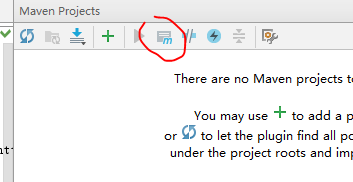 Maven Projects
There are no Maven projects to
You may use + to add a p
or to let the plugin find all po
under the project roots and imp